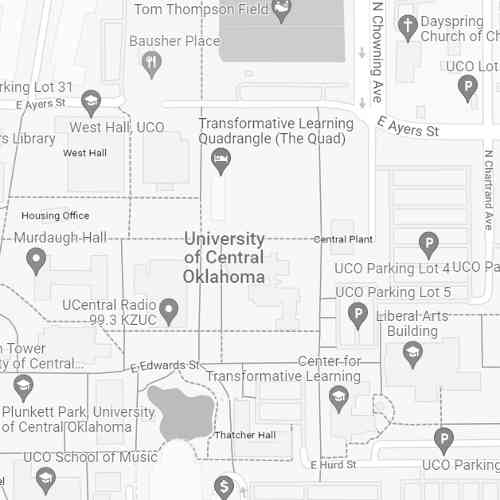 Tom Thompson Field
N Chowning Ave
Dayspring
Church of Ch
Bausher Place
UCO Lot
rking Lot 31
E Ayers St
West Hall, UCO
Transformative Learning
Quadrangle (The Quad)
E Ayers St
rs Library
West Hall
N Chartrand Ave
Housing Office
Murdaugh Hall
University
of Central
Oklahoma
Central Plant
UCO Parking Lot 4
UCO Pa
UCentral Radio
99.3 KZUC
UCO Parking Lot 5
Liberal Arts
Building
n Tower
ty of Central...
E Edwards St
Center for
Transformative Learning
Plunkett Park, University
of Central Oklahoma
Thatcher Hall
UCO School of Music
E Hurd St
UCO Parking
el